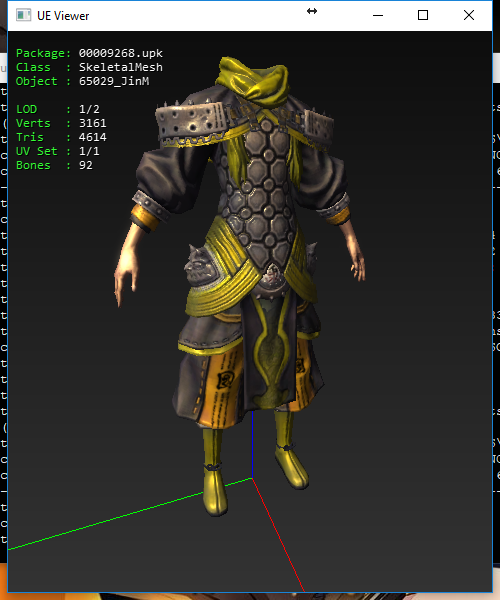 UE Viewer
Package: 00009268.upk
Class : SkeletalMesh
Object : 65029_JinM
LOD : 1/2
Verts : 3161
Tris : 4614
UV Set : 1/1
Bones : 92